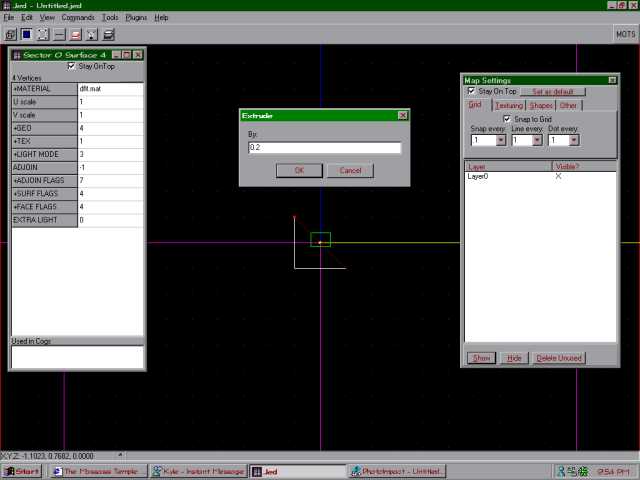 Jed - Untitled.jed
File Edit View Commands Tools Plugins Help
MOTS
Sector 0 Surface 4
Stay OnTop
4 Vertices
+MATERIAL dflt.mat
U scale 1
V scale 1
+GEO 4
+TEX 1
+LIGHT MODE 3
ADJOIN -1
+ADJOIN FLAGS 7
+SURF FLAGS 4
+FACE FLAGS 4
EXTRA LIGHT 0
Used in Cogs
Extrude
By:
0.2
OK Cancel
Map Settings
Stay On Top Set as default
Grid Texturing Shapes Other
Snap to Grid
Snap every: Line every: Dot every:
1 1 1
Layer Visible?
Layer0 X
Show Hide Delete Unused
X,Y,Z: -1.1023, 0.7602, 0.0000
Start The Massassi Temple ... Kyle - Instant Message Jed PhotoImpact - Untitled... 9:54 PM